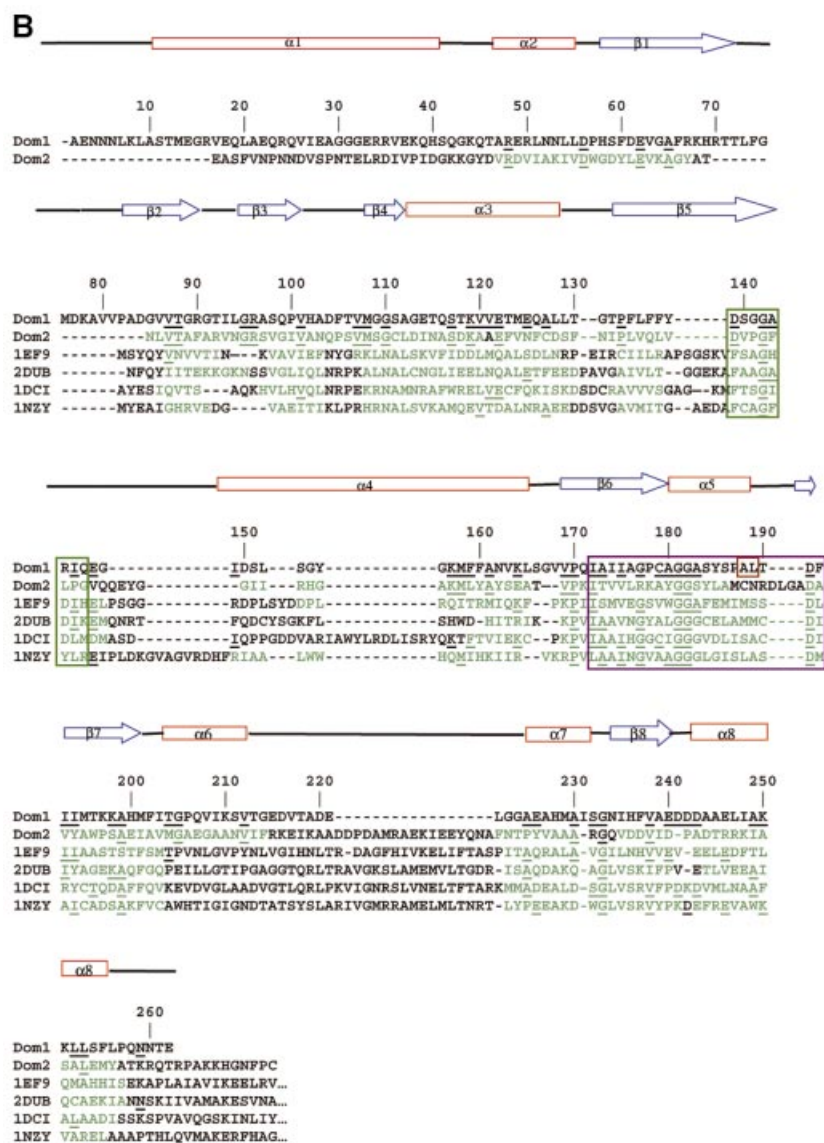 B
α1 α2 β1
10 20 30 40 50 60 70
Dom1 -AENNNLKLASTMEGRVEQLAEQRQVIEAGGGERRVEKQHSQGKQTARERLNNLLDPHSFDEVGAFRKHRTTLFG
Dom2 ----------------EASFVNPNNDVSPNTELRDIVPIDGKKGYDVRDVIAKIVDWGDYLEVKAGYAT------
β2 β3 β4 α3 β5
80 90 100 110 120 130 140
Dom1 MDKAVVPADGVVTGRGTILGRASQPVHADFTVMGGSAGETQSTKVVETMEQALLT-GTPFLFFY-----DSGGA
Dom2 ---------NLVTAFARVNGRSVGIVANQPSVMSGCLDINASDKAAEFVNFCDSF-NIPLVQLV-----DVPGF
1EF9 ------MSYQYVNVVTIN-–KVAVIEFNYGRKLNALSKVFIDDLMQALSDLNRP-EIRCIILRAPSGSKVFSAGH
2DUB -------NFQYIITEKKGKNSSVGLIQLNRPKALNALCNGLIEELNQALETFEEDPAVGAIVLT-GGEKAFAAGA
1DCI ------AYESIQVTS---AQKHVLHVQLNRPEKRNAMNRAFWRELVECFQKISKDSDCRAVVVSGAG-KMFTSGI
1NZY ------MYEAIGHRVEDG---VAEITIKLPRHRNALSVKAMQEVTDALNRAEEDDSVGAVMITG--AEDAFCAGF
α4 β6 α5
150 160 170 180 190
Dom1 RIQEG------------IDSL---SGY-------------GKMFFANVKLSGVVPQIAIIAGPCAGGASYSPALT-----DF
Dom2 LPGVQQEYG--------GII--RHG--------------AKMLYAYSEAT--VPKITVVLRKAYGGSYLAMCNRDLGADA
1EF9 DIHELPSGG-------RDPLSYDDPL------------RQITRMIQKF--PKPIISMVEGSVWGGAFEMIMSS-----DL
2DUB DIKEMQNRT-------FQDCYSGKFL------------SHWD-HITRIK-KPVIAAVNGYALGGGCELAMMC-----DI
1DCI DLMDMASD--------IQPPGDDVARIAWYLRDLISRYQKTFTVIEKC--PKPVIAAIHGGCIGGGVDLISAC-----DI
1NZY YLREIPLDKGVAGVRDHFRIAA---LWW-----------HQMIHKIIR-VKRPVLAAINGVAAGGGLGISLAS-----DM
β7 α6 α7 β8 α8
200 210 220 230 240 250
Dom1 IIMTKKAHMFITGPQVIKSVTGEDVTADE-----------------LGGAEAHMAISGNIHFVAEDDDAAELIAK
Dom2 VYAWPSAEIAVMGAEGAANVIFRKEIKAADDPDAMRAEKIEEYQNAFNTPYVAAA-RGQVDDVID-PADTRRKIA
1EF9 IIAASTSTFSMTPVNLGVPYNLVGIHNLTR-DAGFHIVKELIFTASPITAQRALA-VGILNHVVEV-EELEDFTL
2DUB IYAGEKAQFGQPEILLGTIPGAGGTQRLTRAVGKSLAMEMVLTGDR-ISAQDAKQ-AGLVSKIFPV-ETLVEEAI
1DCI RYCTQDAFFQVKEVDVGLAADVGTLQRLPKVIGNRSLVNELTFTARKMMADEALD-SGLVSRVFPDKDVMLNAAF
1NZY AICADSAKFVCAWHTIGIGNDTATSYSLARIVGMRRAMELMLTNRT-LYPEEAKD-WGLVSRVYPKDEFREVAWK
α8
260
Dom1 KLLSFLPQNNTE
Dom2 SALEMYATKRQTRPAKKHGNFPC
1EF9 QMAHHISEKAPLAIAVIKEELRV…
2DUB QCAEKIANNSKIIVAMAKESVNA…
1DCI ALAADISSKSPVAVQGSKINLIY…
1NZY VARELAAAPTHLQVMAKERFHAG…